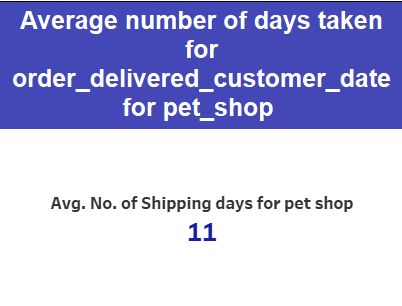 Average number of days taken
for
order_delivered_customer_date
for pet_shop
Avg. No. of Shipping days for pet shop
11